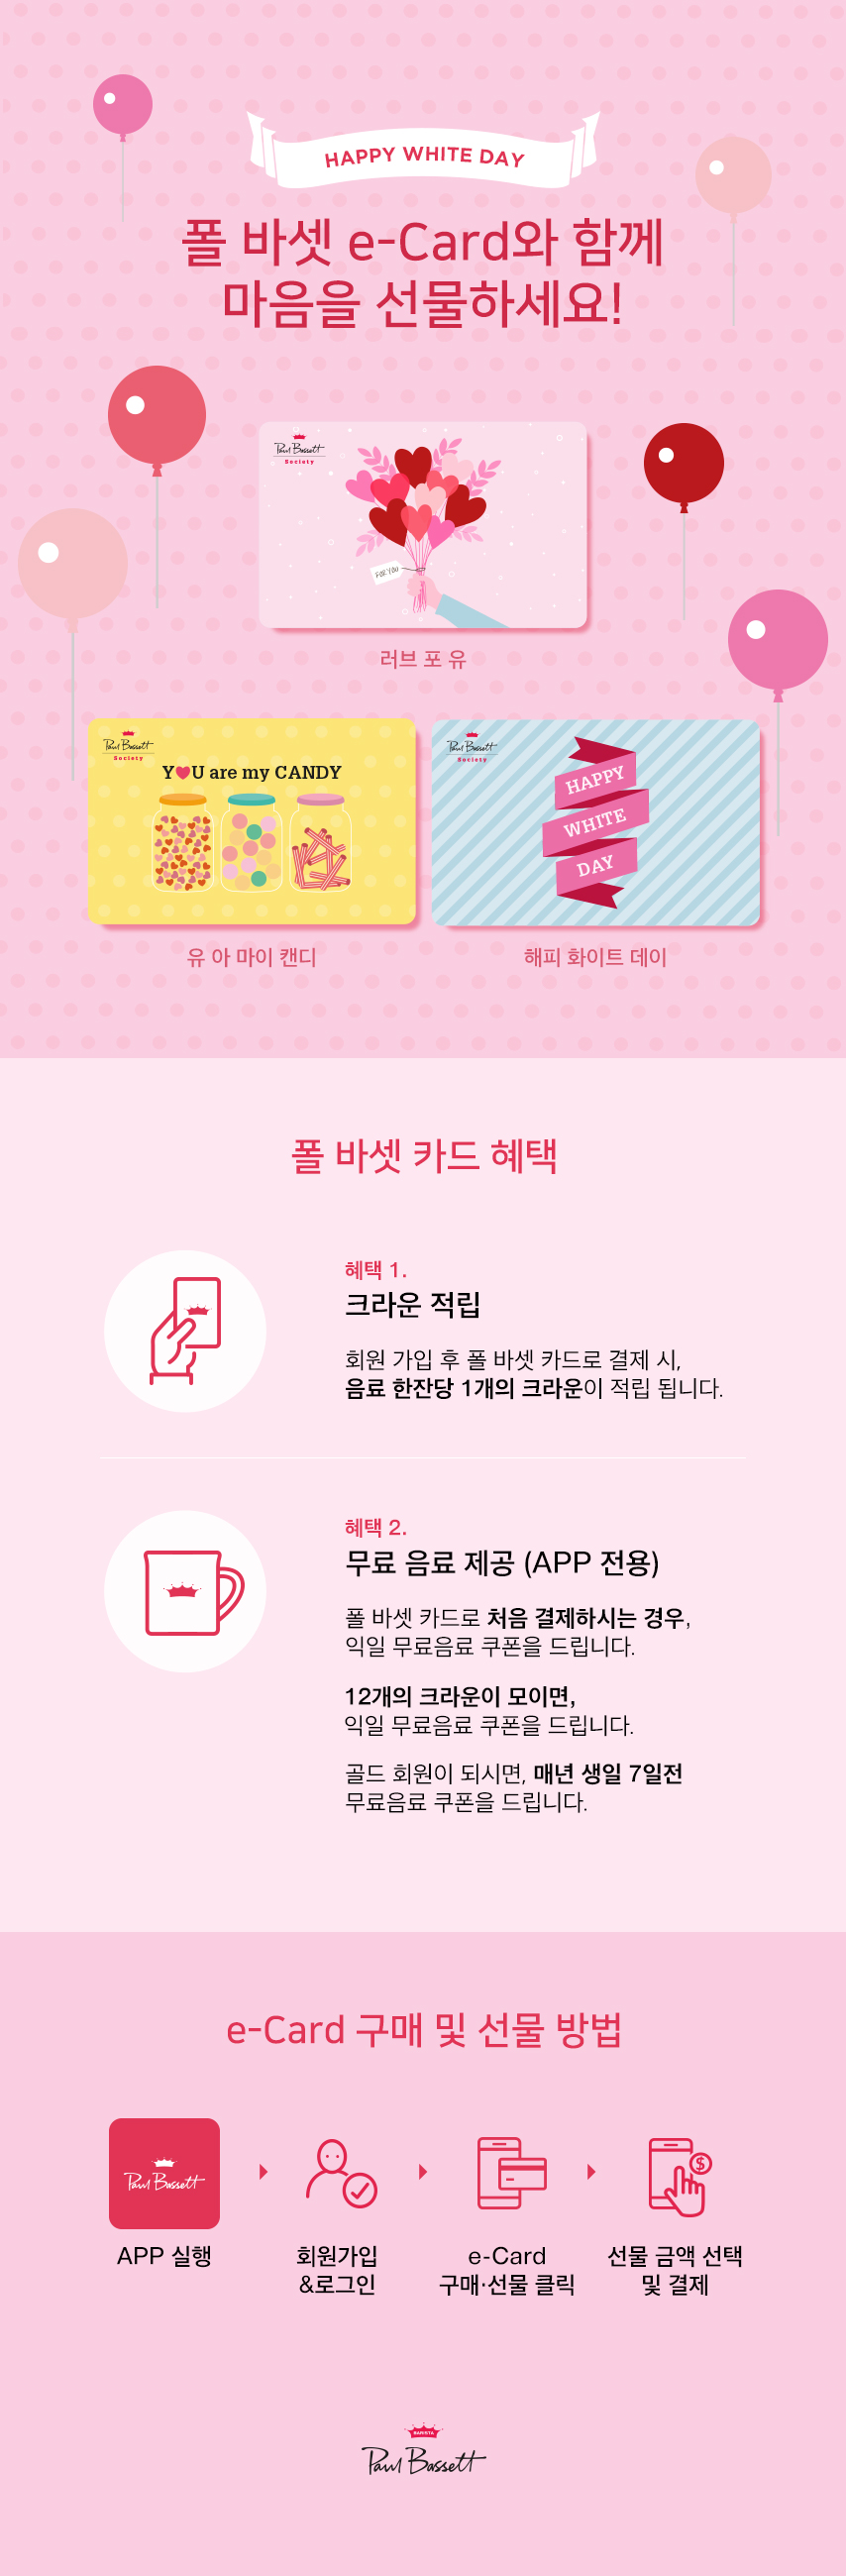 HAPPY WHITE DAY
폴 바셋 e-Card와 함께
마음을 선물하세요!
Paul Bassett
Society
FOR YOU
러브 포 유
Paul Bassett
Society
Y♥U are my CANDY
Paul Bassett
Society
HAPPY
WHITE
DAY
유 아 마이 캔디
해피 화이트 데이
폴 바셋 카드 혜택
혜택 1.
크라운 적립
회원 가입 후 폴 바셋 카드로 결제 시,
음료 한잔당 1개의 크라운이 적립 됩니다.
혜택 2.
무료 음료 제공 (APP 전용)
폴 바셋 카드로 처음 결제하시는 경우,
익일 무료음료 쿠폰을 드립니다.
12개의 크라운이 모이면,
익일 무료음료 쿠폰을 드립니다.
골드 회원이 되시면, 매년 생일 7일전
무료음료 쿠폰을 드립니다.
e-Card 구매 및 선물 방법
Paul Bassett
APP 실행
회원가입
&로그인
e-Card
구매·선물 클릭
$
선물 금액 선택
및 결제
BARISTA
Paul Bassett